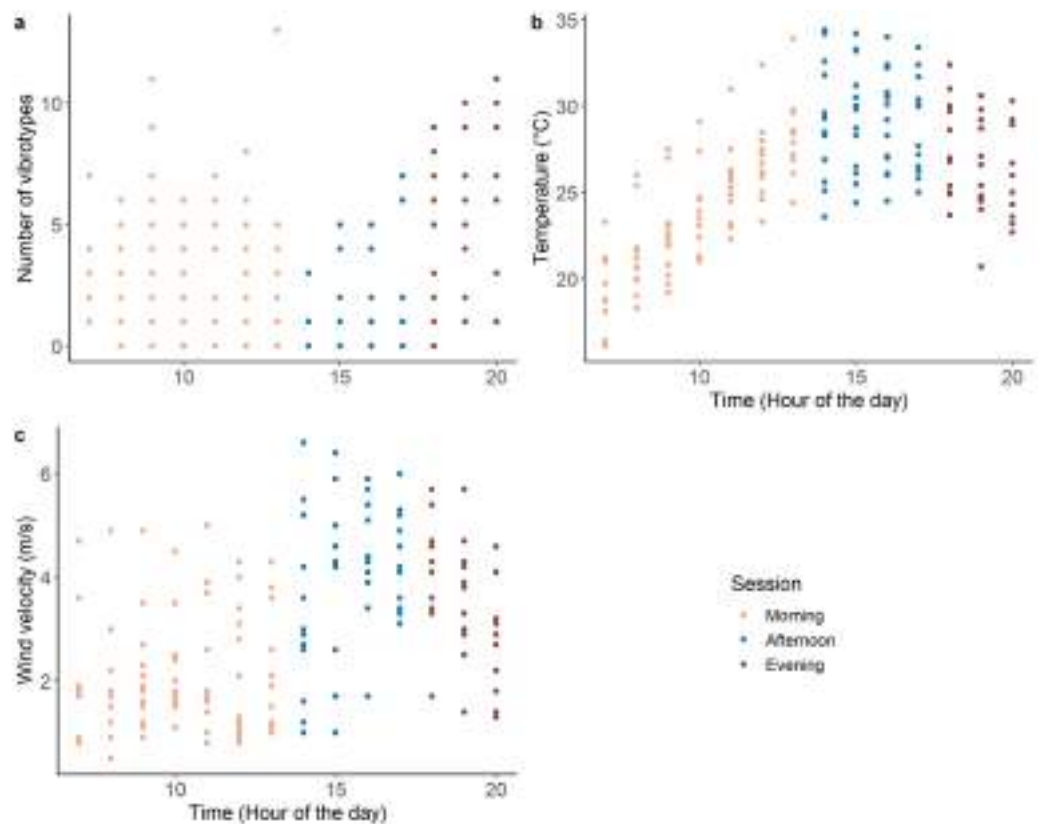 a
Number of vibrotypes
10
5
0
10
15
20
b
Temperature (°C)
35
30
25
20
10
15
20
Time (Hour of the day)
c
Wind velocity (m/s)
6
4
2
10
15
20
Time (Hour of the day)
Session
Morning
Afternoon
Evening